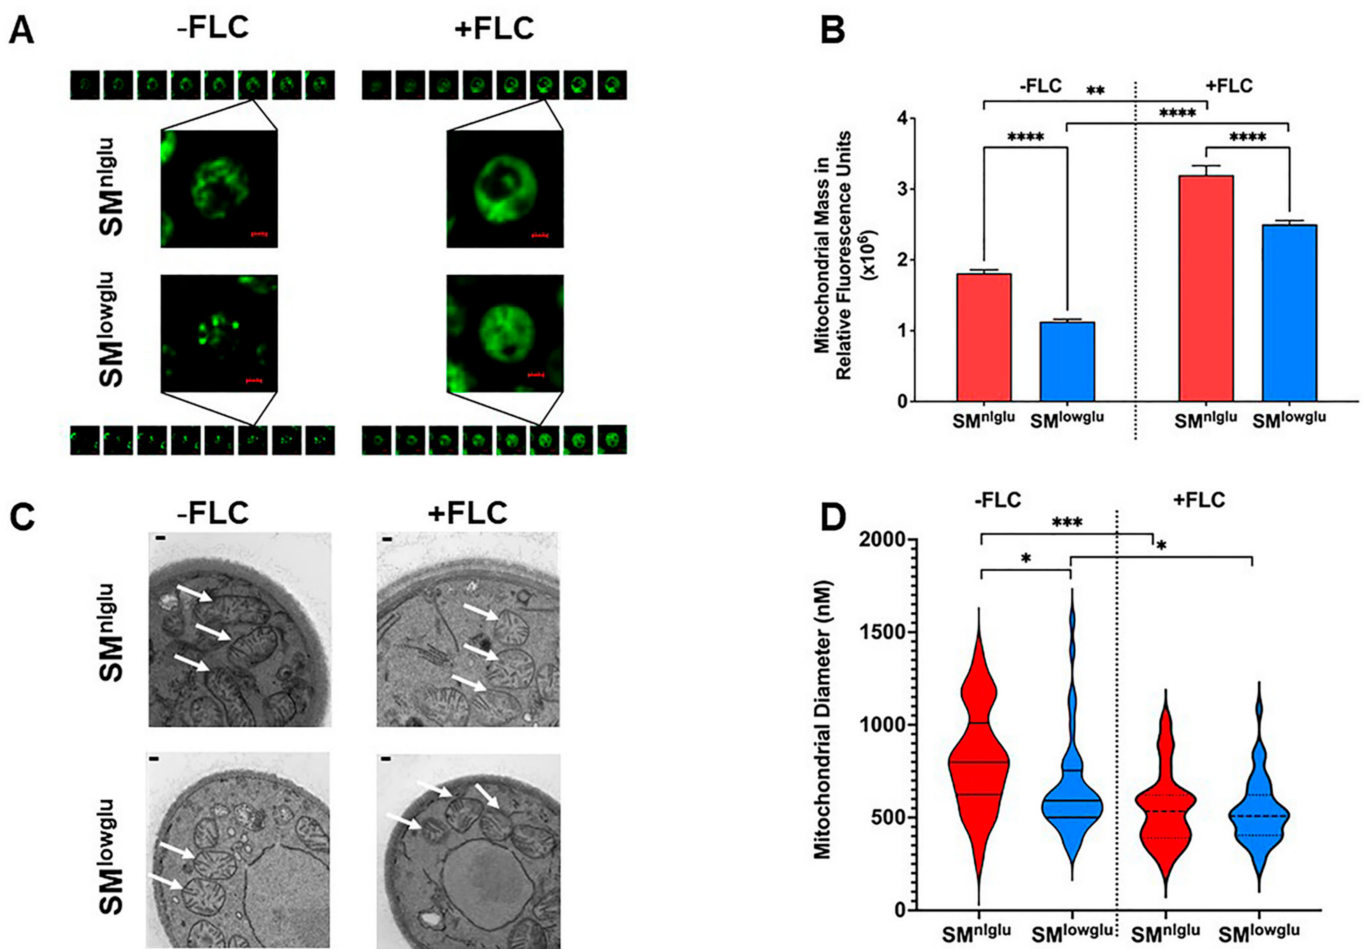 A
-FLC
+FLC
SMnlglu
SMlowglu
B
-FLC
+FLC
**
****
****
****
Mitochondrial Mass in
Relative Fluorescence Units
(x10⁶)
4
3
2
1
0
SMnlglu
SMlowglu
SMnlglu
SMlowglu
C
-FLC
+FLC
SMnlglu
SMlowglu
D
-FLC
+FLC
***
*
*
Mitochondrial Diameter (nM)
2000
1500
1000
500
0
SMnlglu
SMlowglu
SMnlglu
SMlowglu